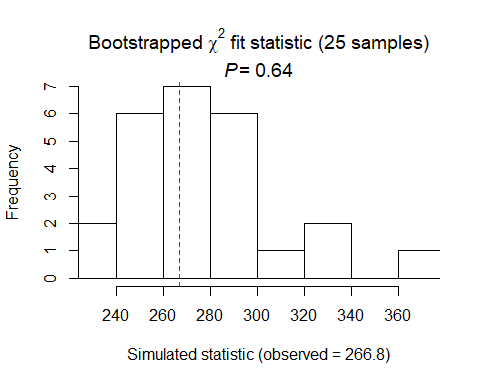 Bootstrapped χ² fit statistic (25 samples)
P = 0.64
7
6
5
4
3
2
1
0
Frequency
240 260 280 300 320 340 360
Simulated statistic (observed = 266.8)